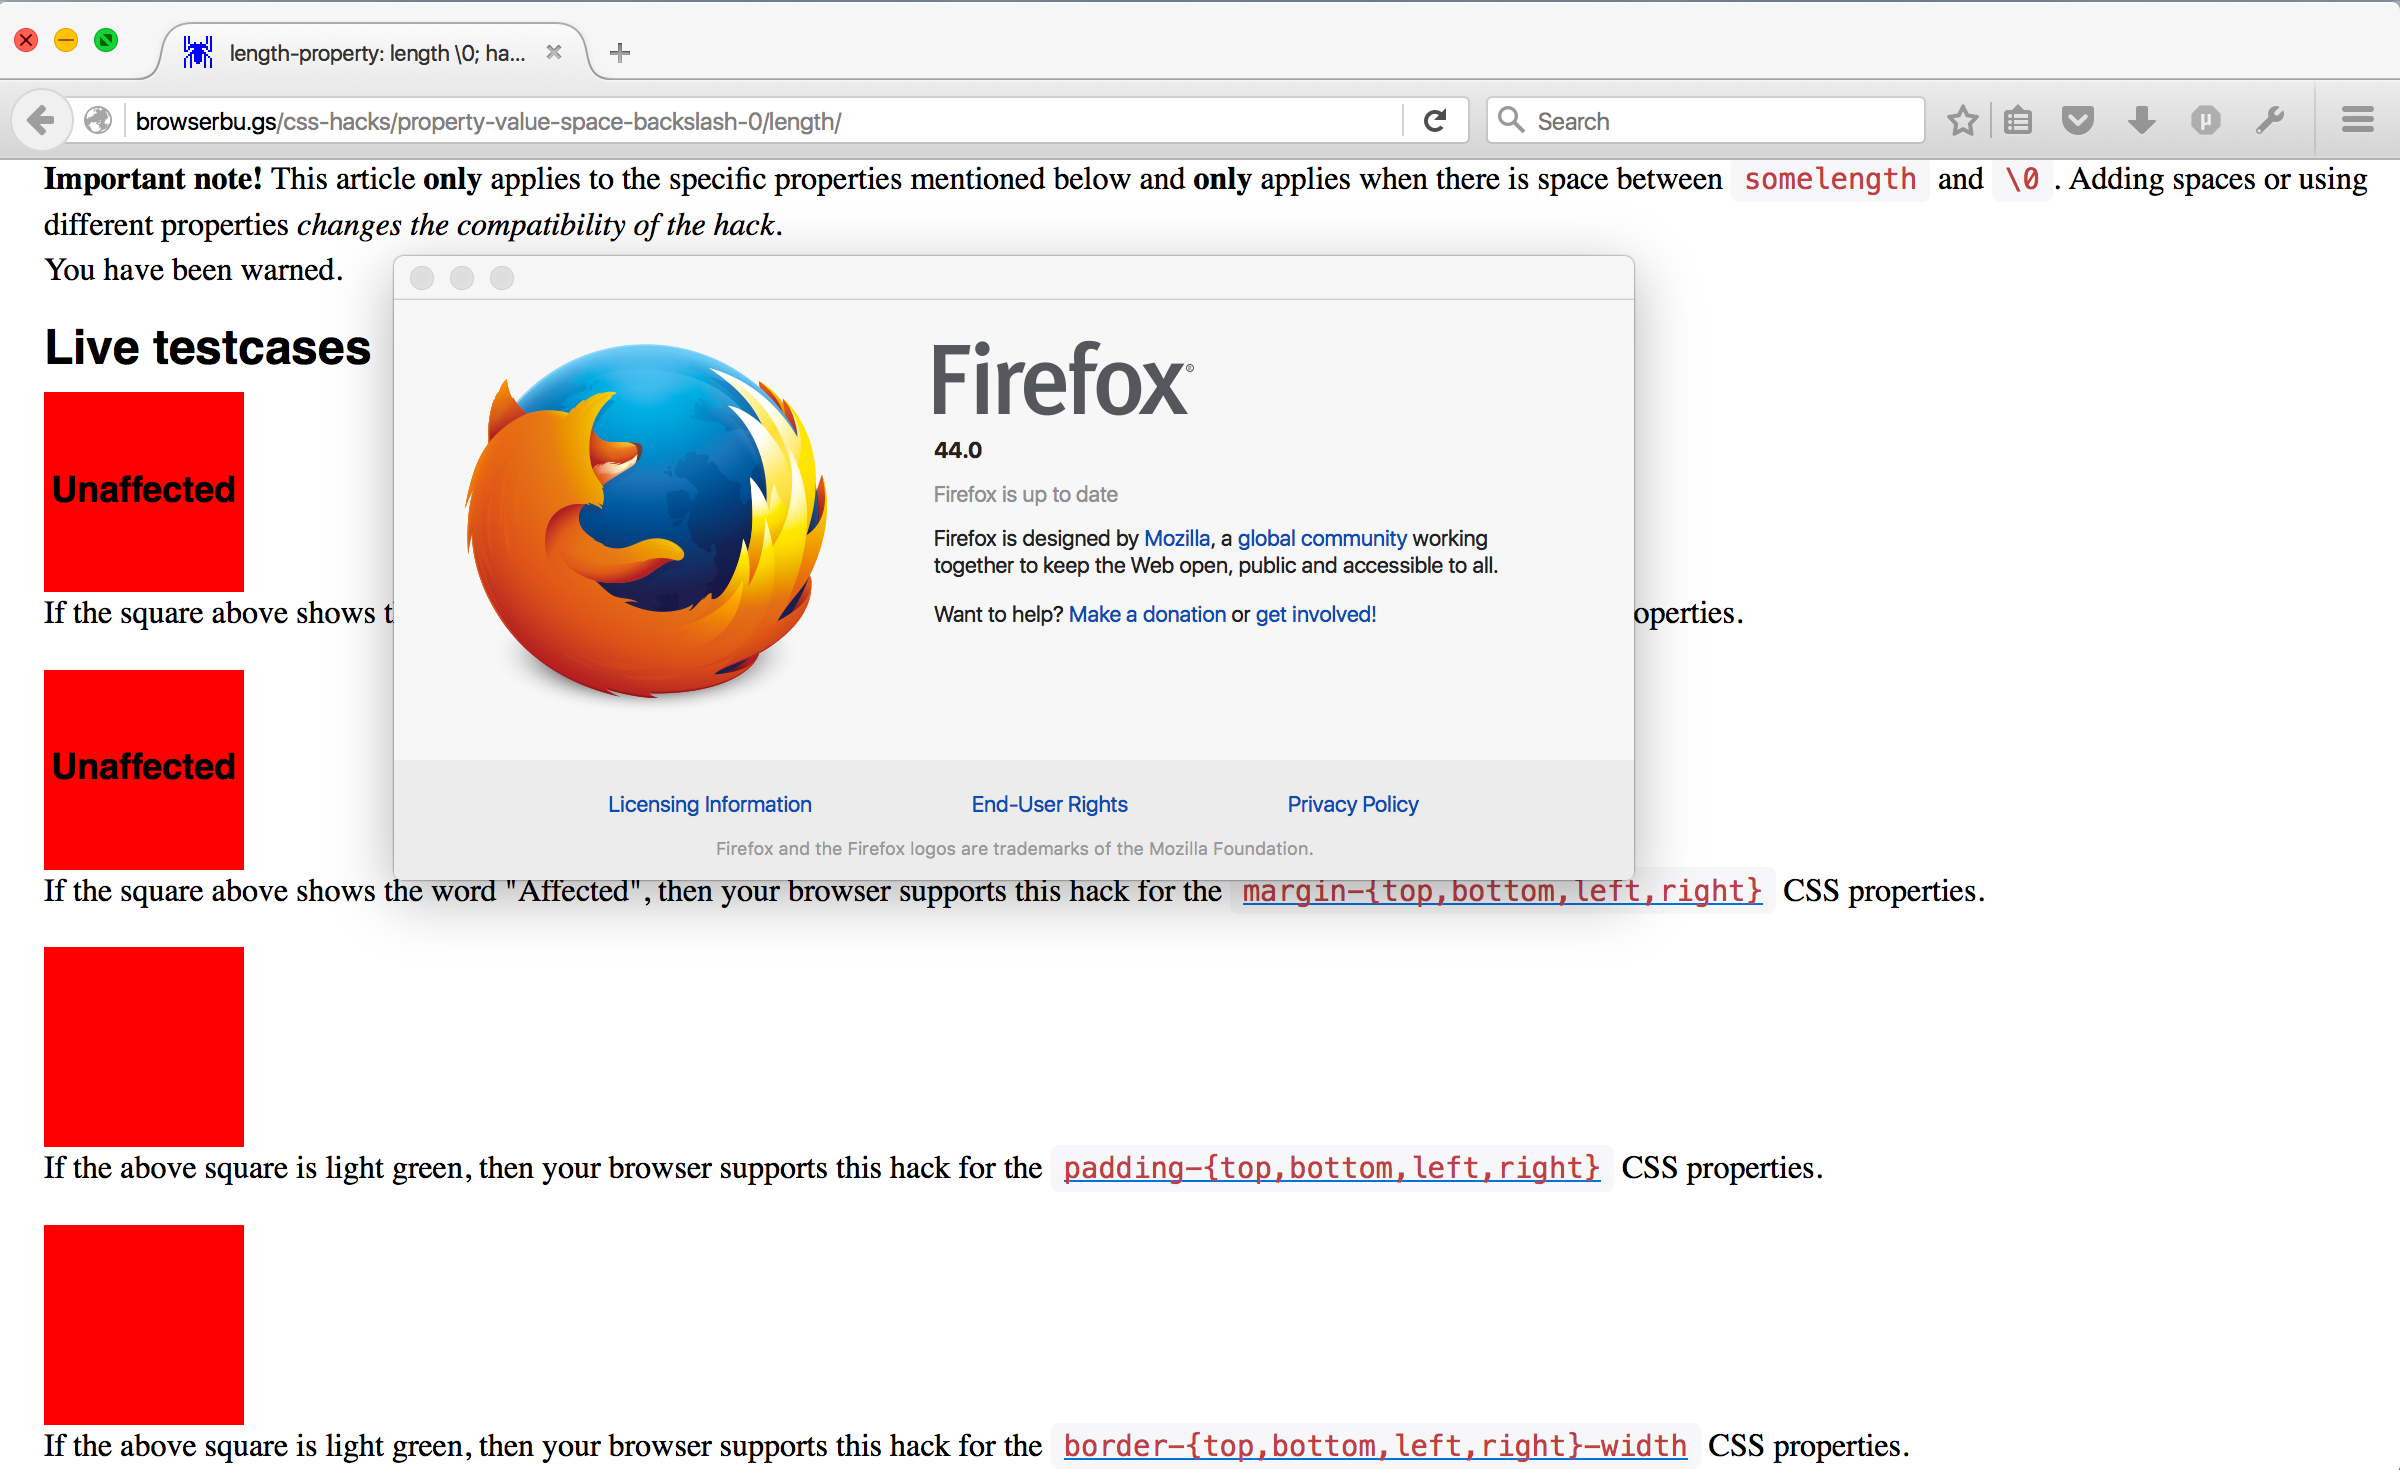 length-property: length \0; ha...
browserbu.gs/css-hacks/property-value-space-backslash-0/length/
Search
Important note! This article only applies to the specific properties mentioned below and only applies when there is space between somelength and \0 . Adding spaces or using
different properties changes the compatibility of the hack.
You have been warned.
Live testcases
Unaffected
If the square above shows
operties.
Unaffected
If the square above shows the word "Affected", then your browser supports this hack for the margin-{top,bottom,left,right} CSS properties.
If the above square is light green, then your browser supports this hack for the padding-{top,bottom,left,right} CSS properties.
If the above square is light green, then your browser supports this hack for the border-{top,bottom,left,right}-width CSS properties.
Firefox®
44.0
Firefox is up to date
Firefox is designed by Mozilla, a global community working
together to keep the Web open, public and accessible to all.
Want to help? Make a donation or get involved!
Licensing Information
End-User Rights
Privacy Policy
Firefox and the Firefox logos are trademarks of the Mozilla Foundation.